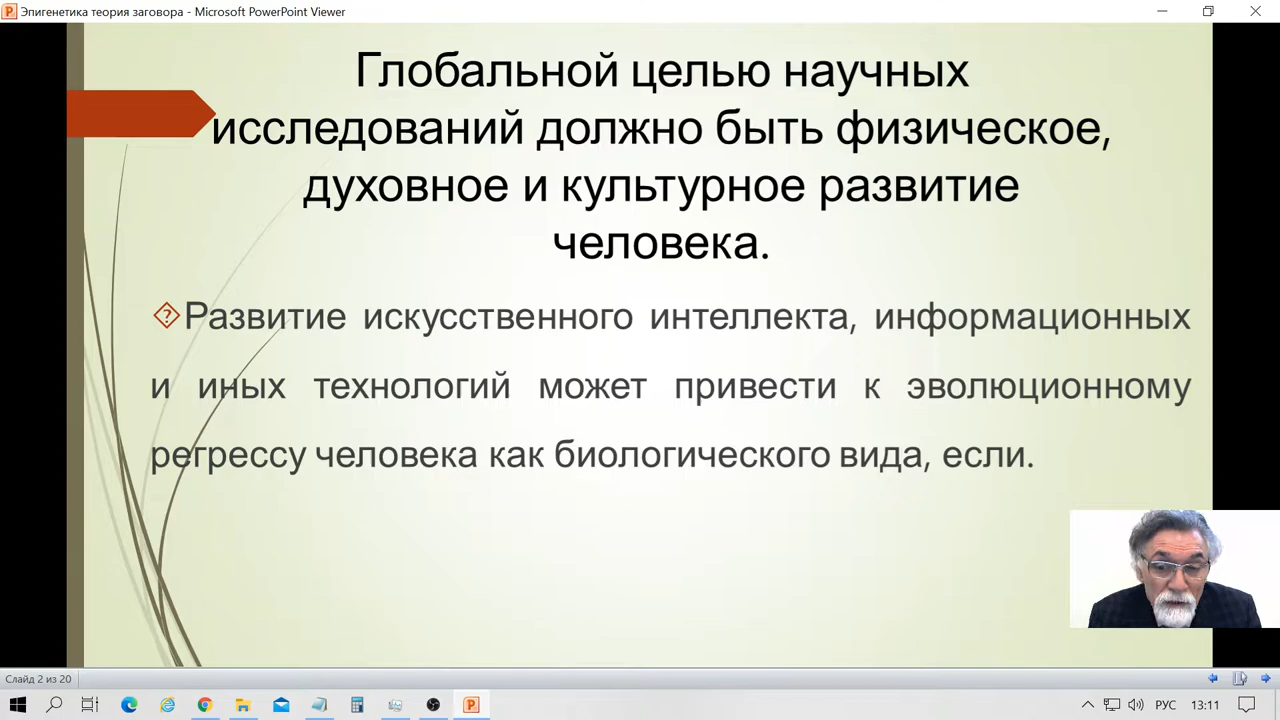 Эпигенетика теория заговора - Microsoft PowerPoint Viewer
Глобальной целью научных
исследований должно быть физическое,
духовное и культурное развитие
человека.
Развитие искусственного интеллекта, информационных
и иных технологий может привести к эволюционному
регрессу человека как биологического вида, если.
Слайд 2 из 20
РУС
13:11